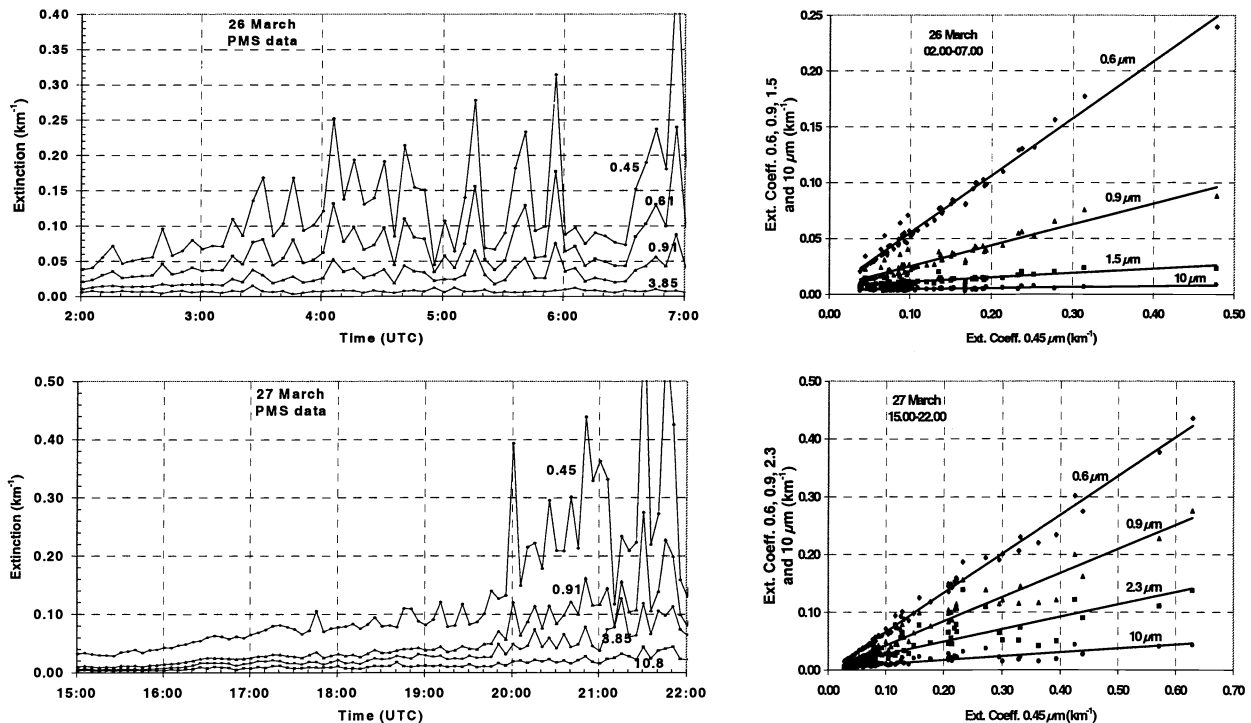 26 March
PMS data
Extinction (km-1)
0.40
0.35
0.30
0.25
0.20
0.15
0.10
0.05
0.00
0.45
0.61
0.91
3.85
2:00
3:00
4:00
5:00
6:00
7:00
Time (UTC)
26 March
02.00-07.00
Ext. Coeff. 0.6, 0.9, 1.5
and 10 µm (km-1)
0.25
0.20
0.15
0.10
0.05
0.00
0.6 µm
0.9 µm
1.5 µm
10 µm
0.00
0.10
0.20
0.30
0.40
0.50
Ext. Coeff. 0.45 µm (km-1)
27 March
PMS data
Extinction (km-1)
0.50
0.40
0.30
0.20
0.10
0.00
0.45
0.91
3.85
10.8
15:00
16:00
17:00
18:00
19:00
20:00
21:00
22:00
Time (UTC)
27 March
15.00-22.00
Ext. Coeff. 0.6, 0.9, 2.3
and 10 µm (km-1)
0.50
0.40
0.30
0.20
0.10
0.00
0.6 µm
0.9 µm
2.3 µm
10 µm
0.00
0.10
0.20
0.30
0.40
0.50
0.60
0.70
Ext. Coeff. 0.45 µm (km-1)